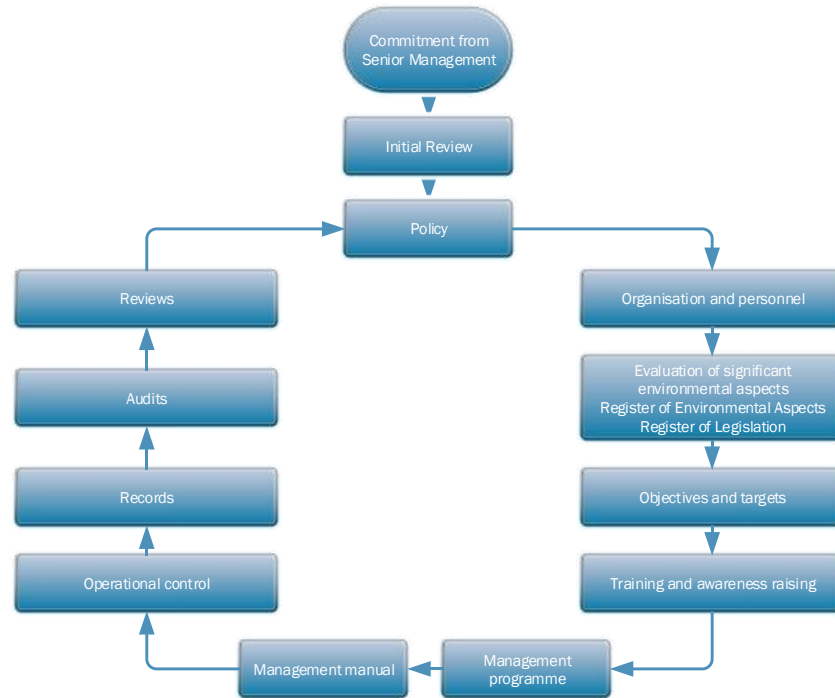 Commitment from
Senior Management
Initial Review
Policy
Organisation and personnel
Evaluation of significant
environmental aspects
Register of Environmental Aspects
Register of Legislation
Objectives and targets
Training and awareness raising
Management
programme
Management manual
Operational control
Records
Audits
Reviews